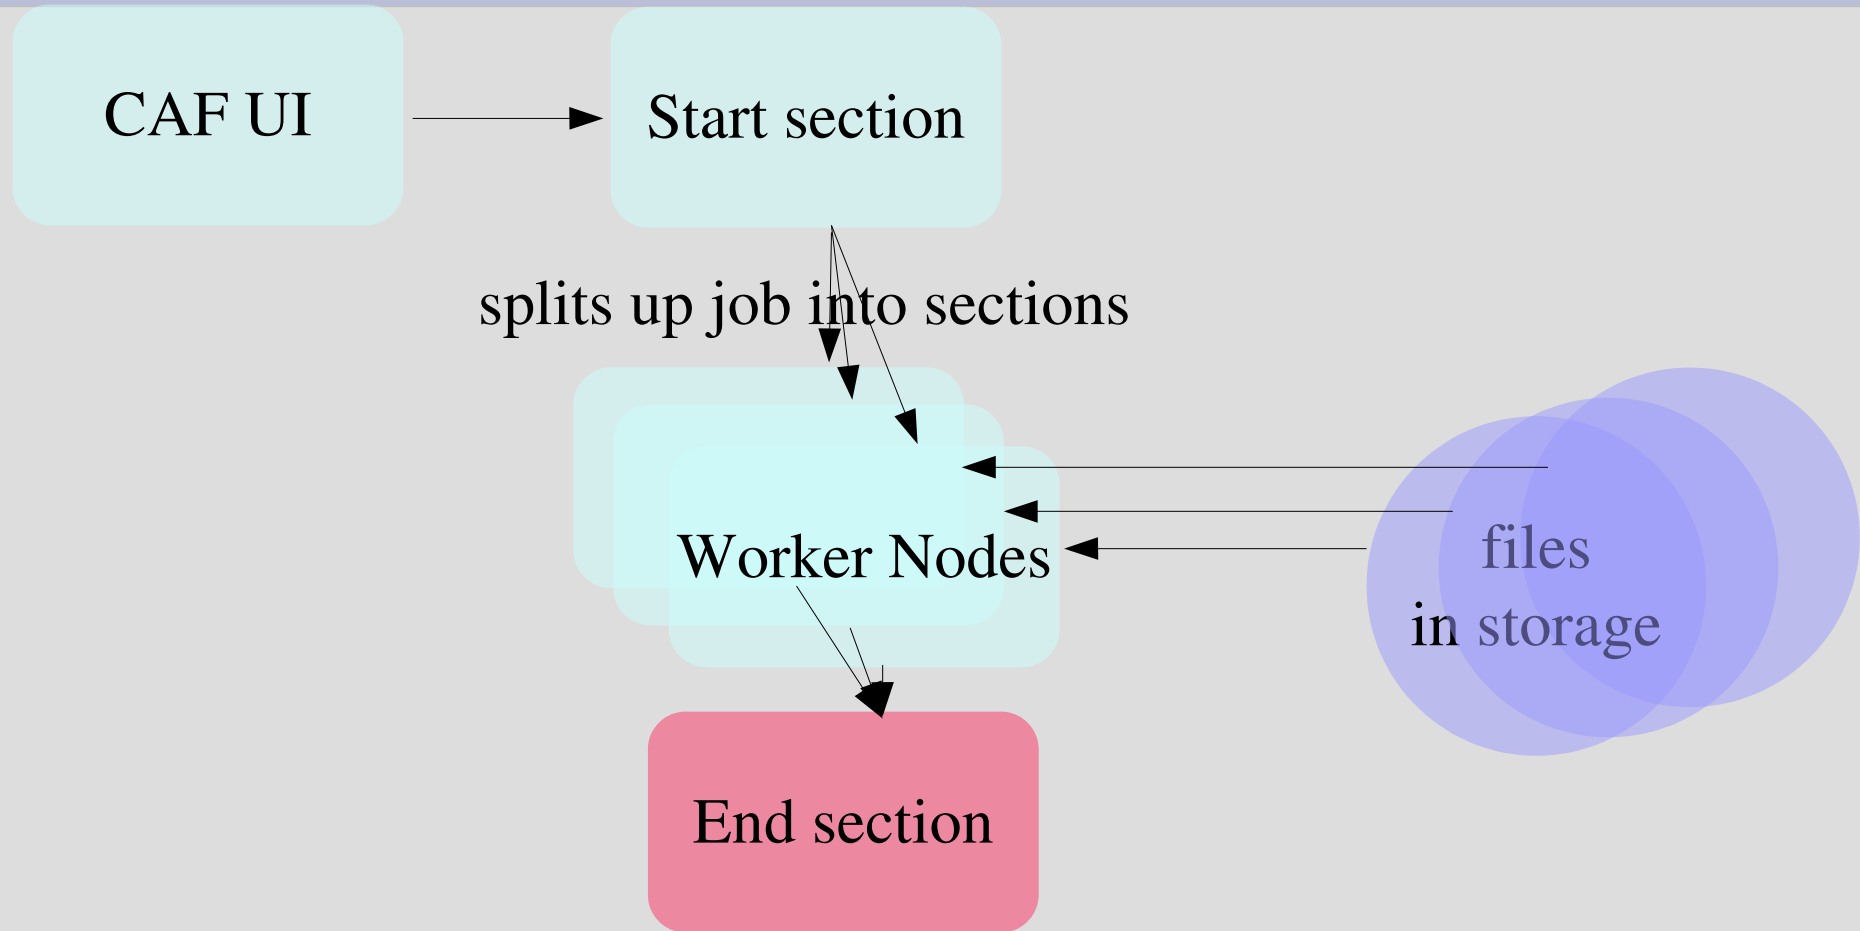 CAF UI
Start section
splits up job into sections
Worker Nodes
files
in storage
End section